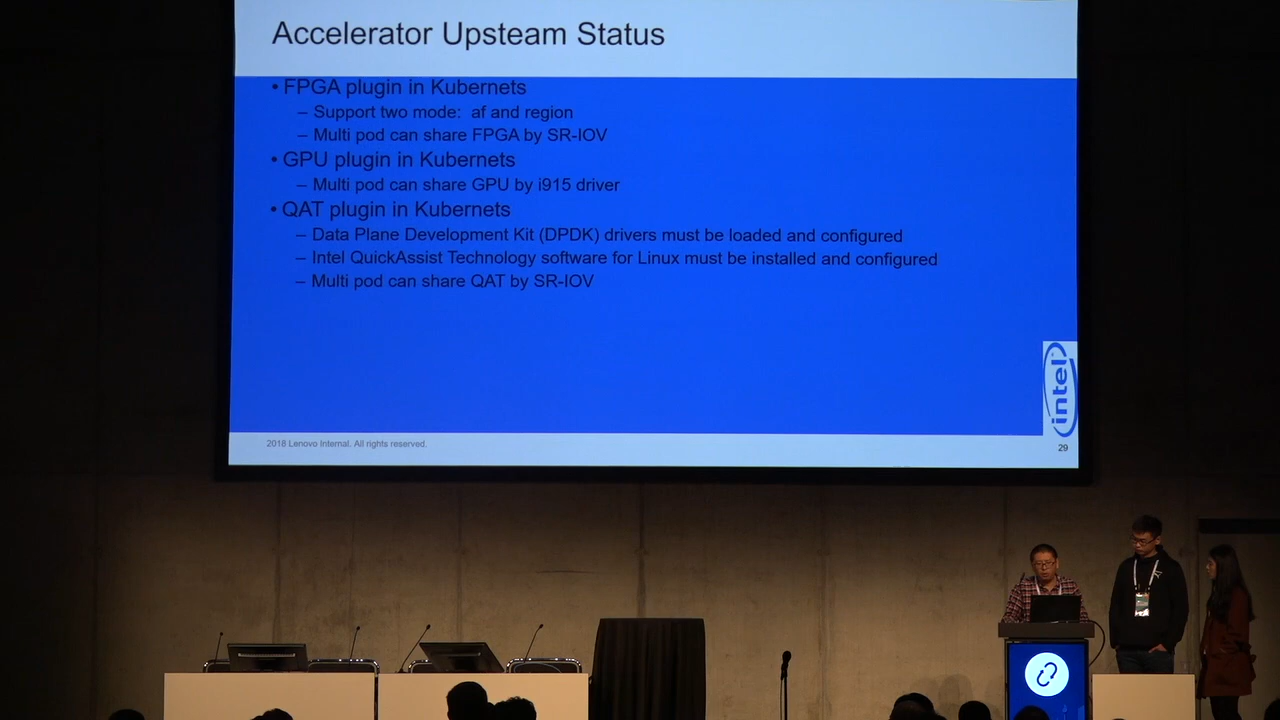 Accelerator Upsteam Status
• FPGA plugin in Kubernets
– Support two mode: af and region
– Multi pod can share FPGA by SR-IOV
• GPU plugin in Kubernets
– Multi pod can share GPU by i915 driver
• QAT plugin in Kubernets
– Data Plane Development Kit (DPDK) drivers must be loaded and configured
– Intel QuickAssist Technology software for Linux must be installed and configured
– Multi pod can share QAT by SR-IOV
intel
2018 Lenovo Internal. All rights reserved.
29